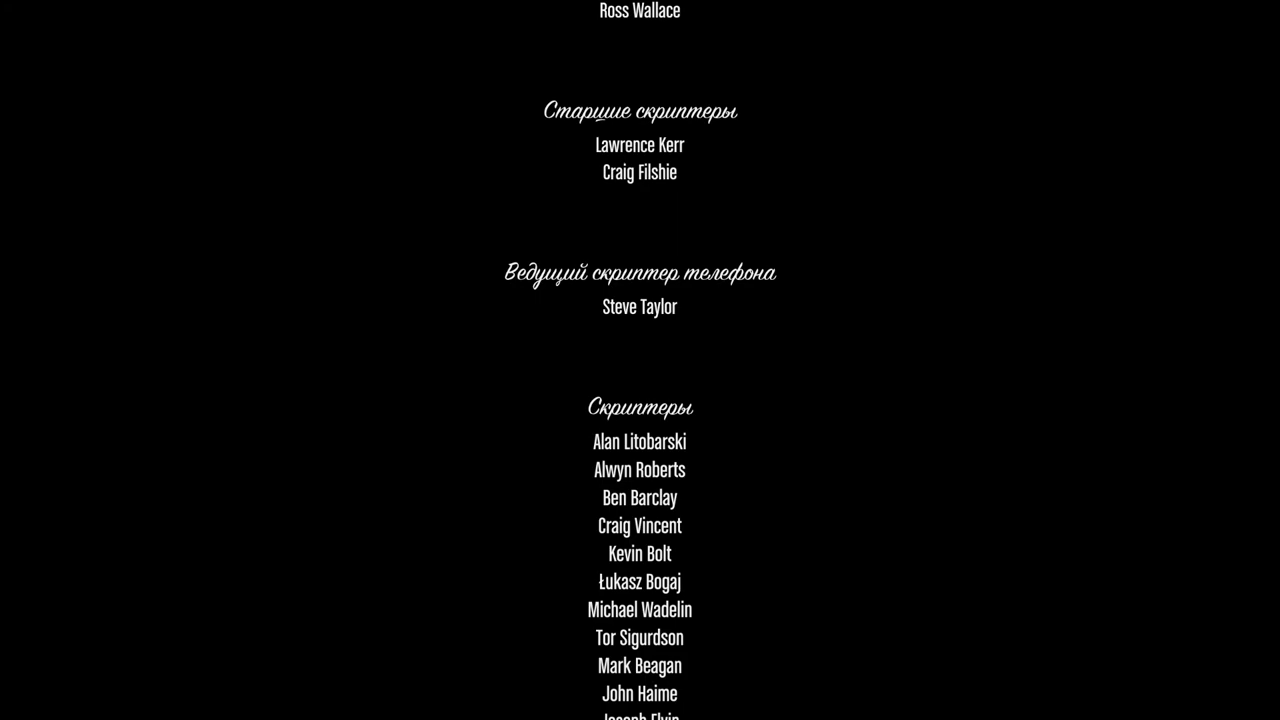 Ross Wallace
Старшие скриптеры
Lawrence Kerr
Craig Filshie
Ведущий скриптер телефона
Steve Taylor
Скриптеры
Alan Litobarski
Alwyn Roberts
Ben Barclay
Craig Vincent
Kevin Bolt
Łukasz Bogaj
Michael Wadelin
Tor Sigurdson
Mark Beagan
John Haime